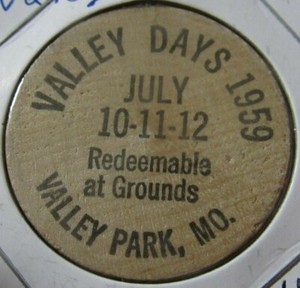 VALLEY DAYS 1959
JULY
10-11-12
Redeemable
at Grounds
VALLEY PARK, MO.